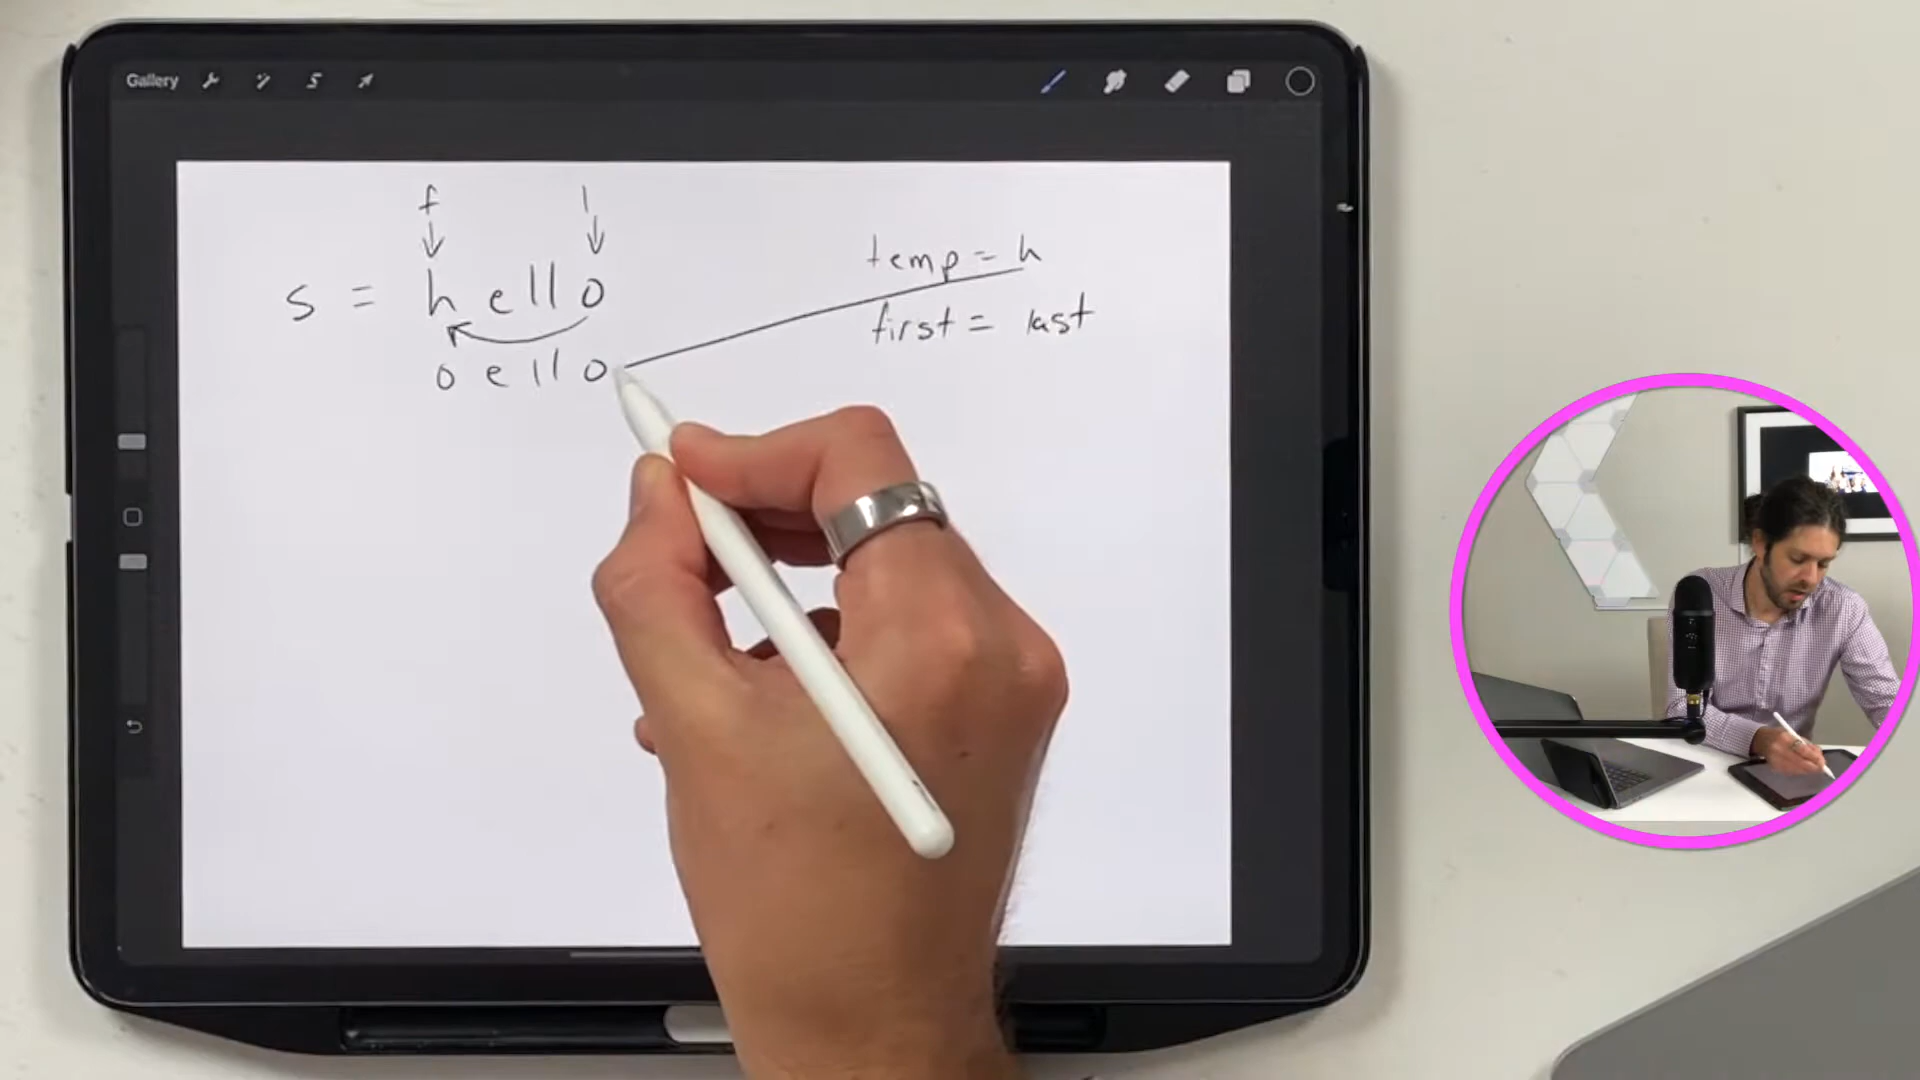 Gallery
f l
s = hello
oello
temp = h
first = last